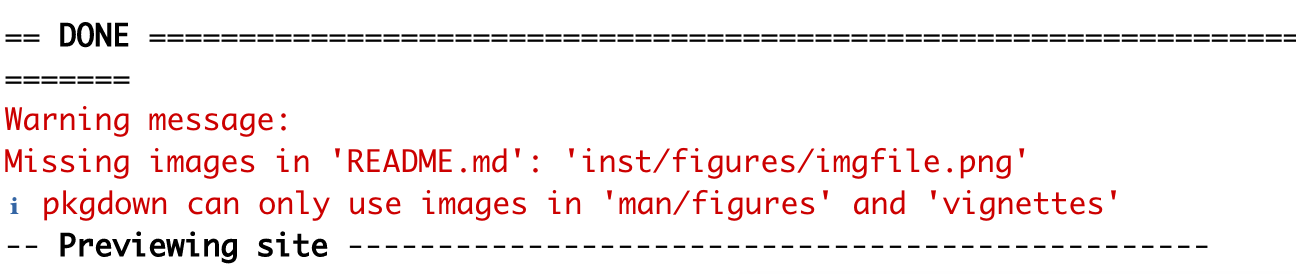 == DONE ================================================================
=======
Warning message:
Missing images in 'README.md': 'inst/figures/imgfile.png'
ℹ pkgdown can only use images in 'man/figures' and 'vignettes'
-- Previewing site ------------------------------------------------